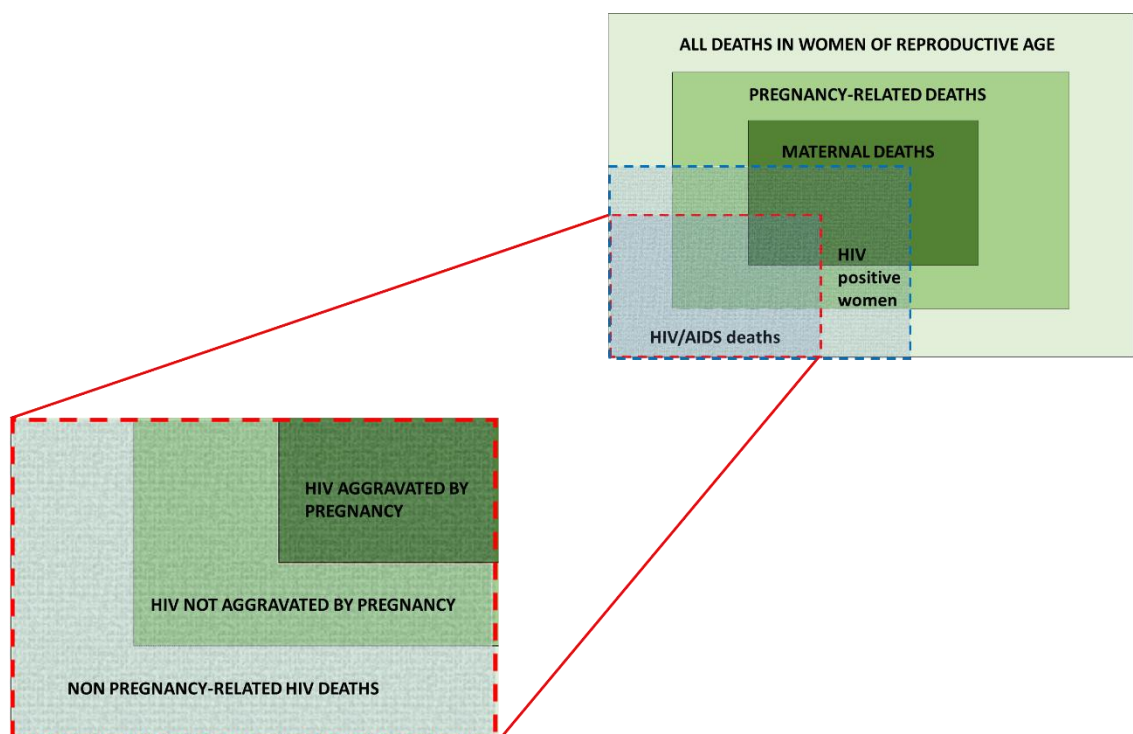 ALL DEATHS IN WOMEN OF REPRODUCTIVE AGE
PREGNANCY-RELATED DEATHS
MATERNAL DEATHS
HIV
positive
women
HIV/AIDS deaths
HIV AGGRAVATED BY
PREGNANCY
HIV NOT AGGRAVATED BY PREGNANCY
NON PREGNANCY-RELATED HIV DEATHS